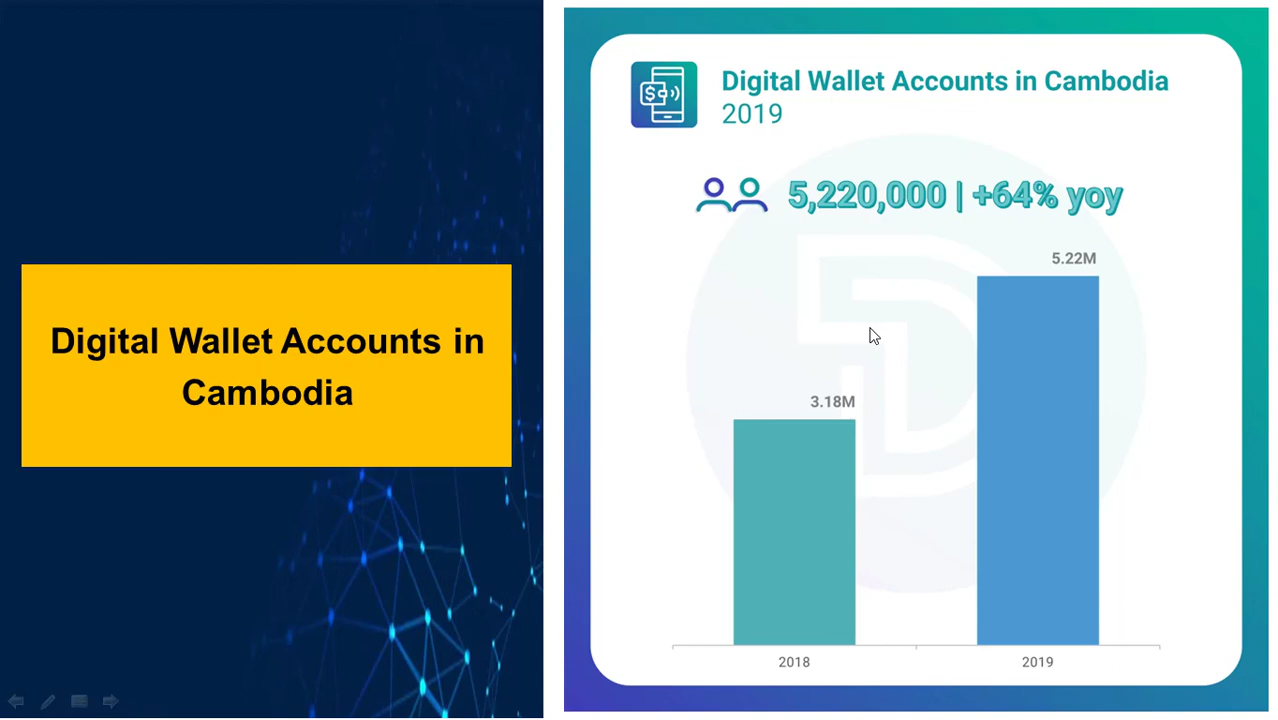 Digital Wallet Accounts in
Cambodia
Digital Wallet Accounts in Cambodia
2019
5,220,000 | +64% yoy
5.22M
3.18M
2018
2019